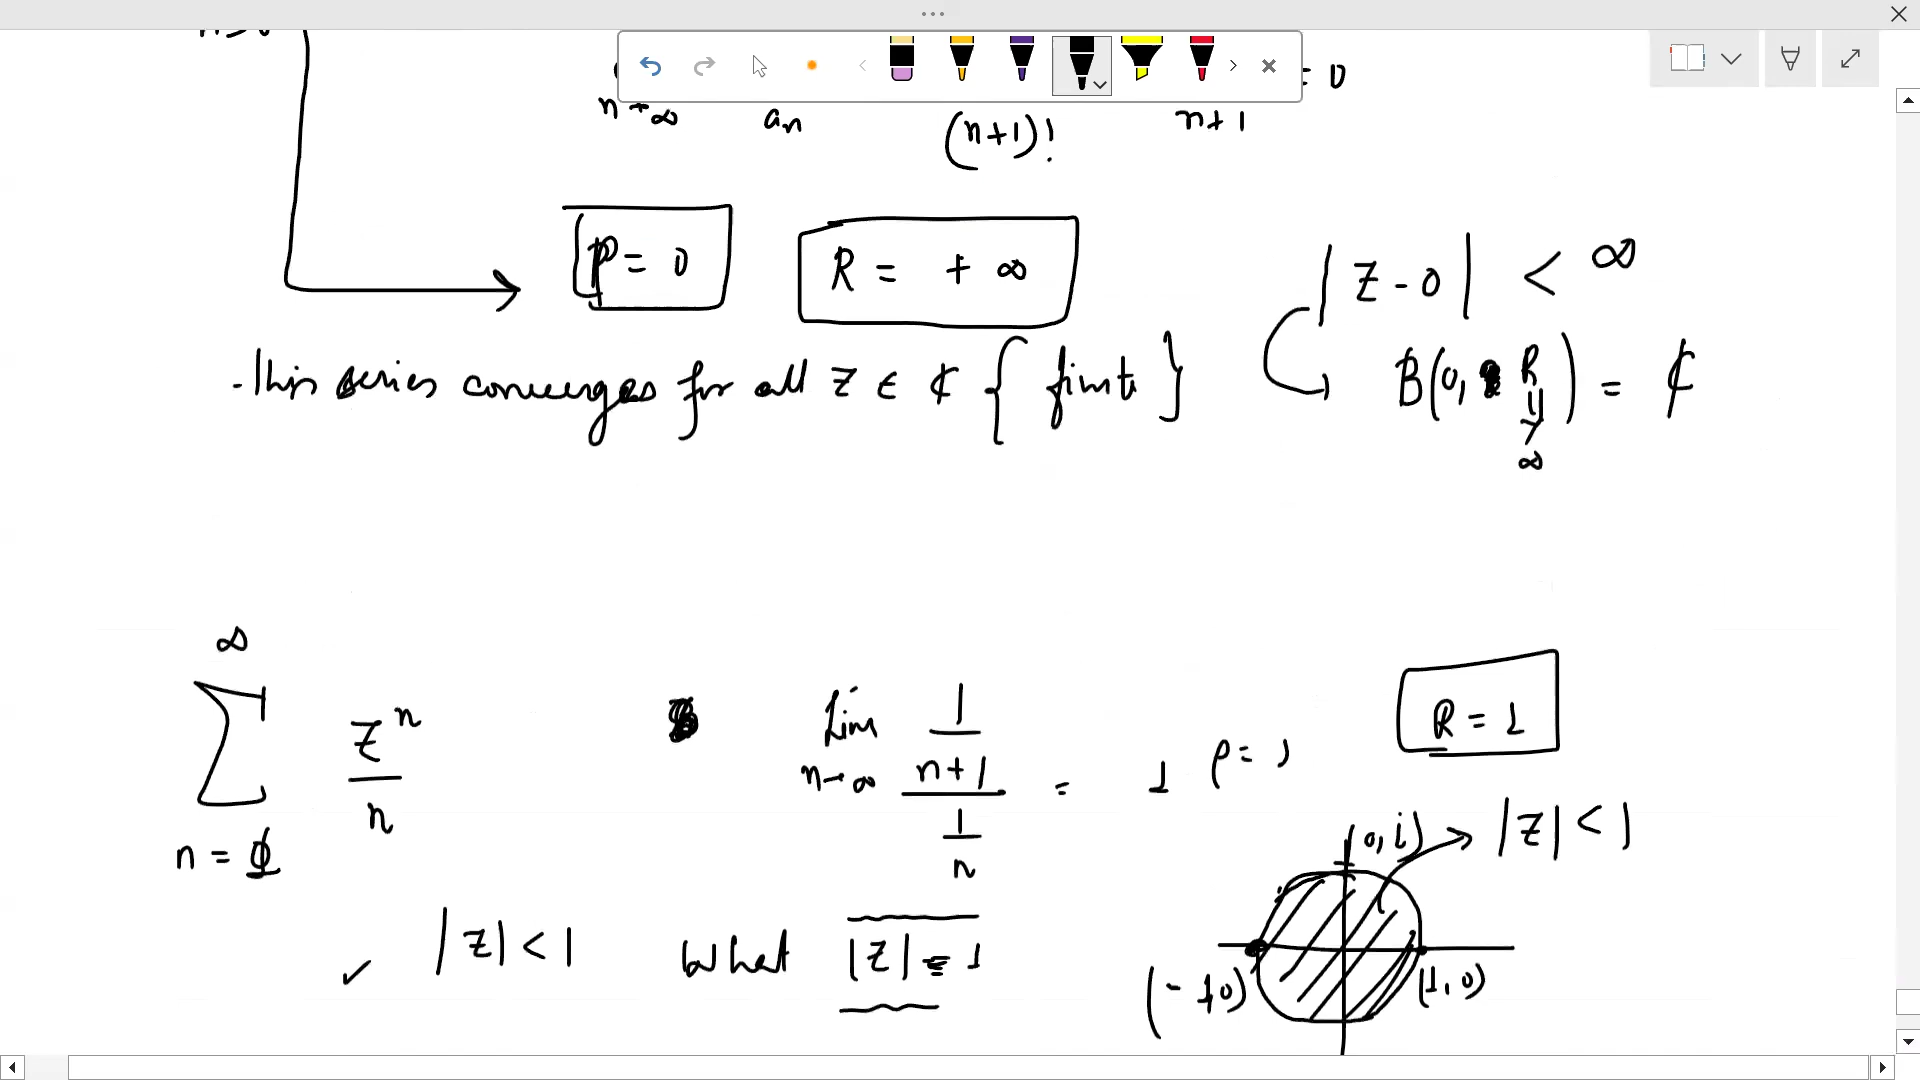 n → ∞ aₙ (n+1)! n+1 = 0
ρ = 0 R = + ∞ |z - 0| < ∞
This series converges for all z ∈ ₵ { finite } B(0, R) = ₵
∞
∞
∑ zⁿ/n
n = 1
Lim n→∞ (1/(n+1))/(1/n) = 1 ρ = 1 R = 1
(0, i) |z| < 1
✓ |z| < 1 What |z| = 1
(-1,0) (1,0)